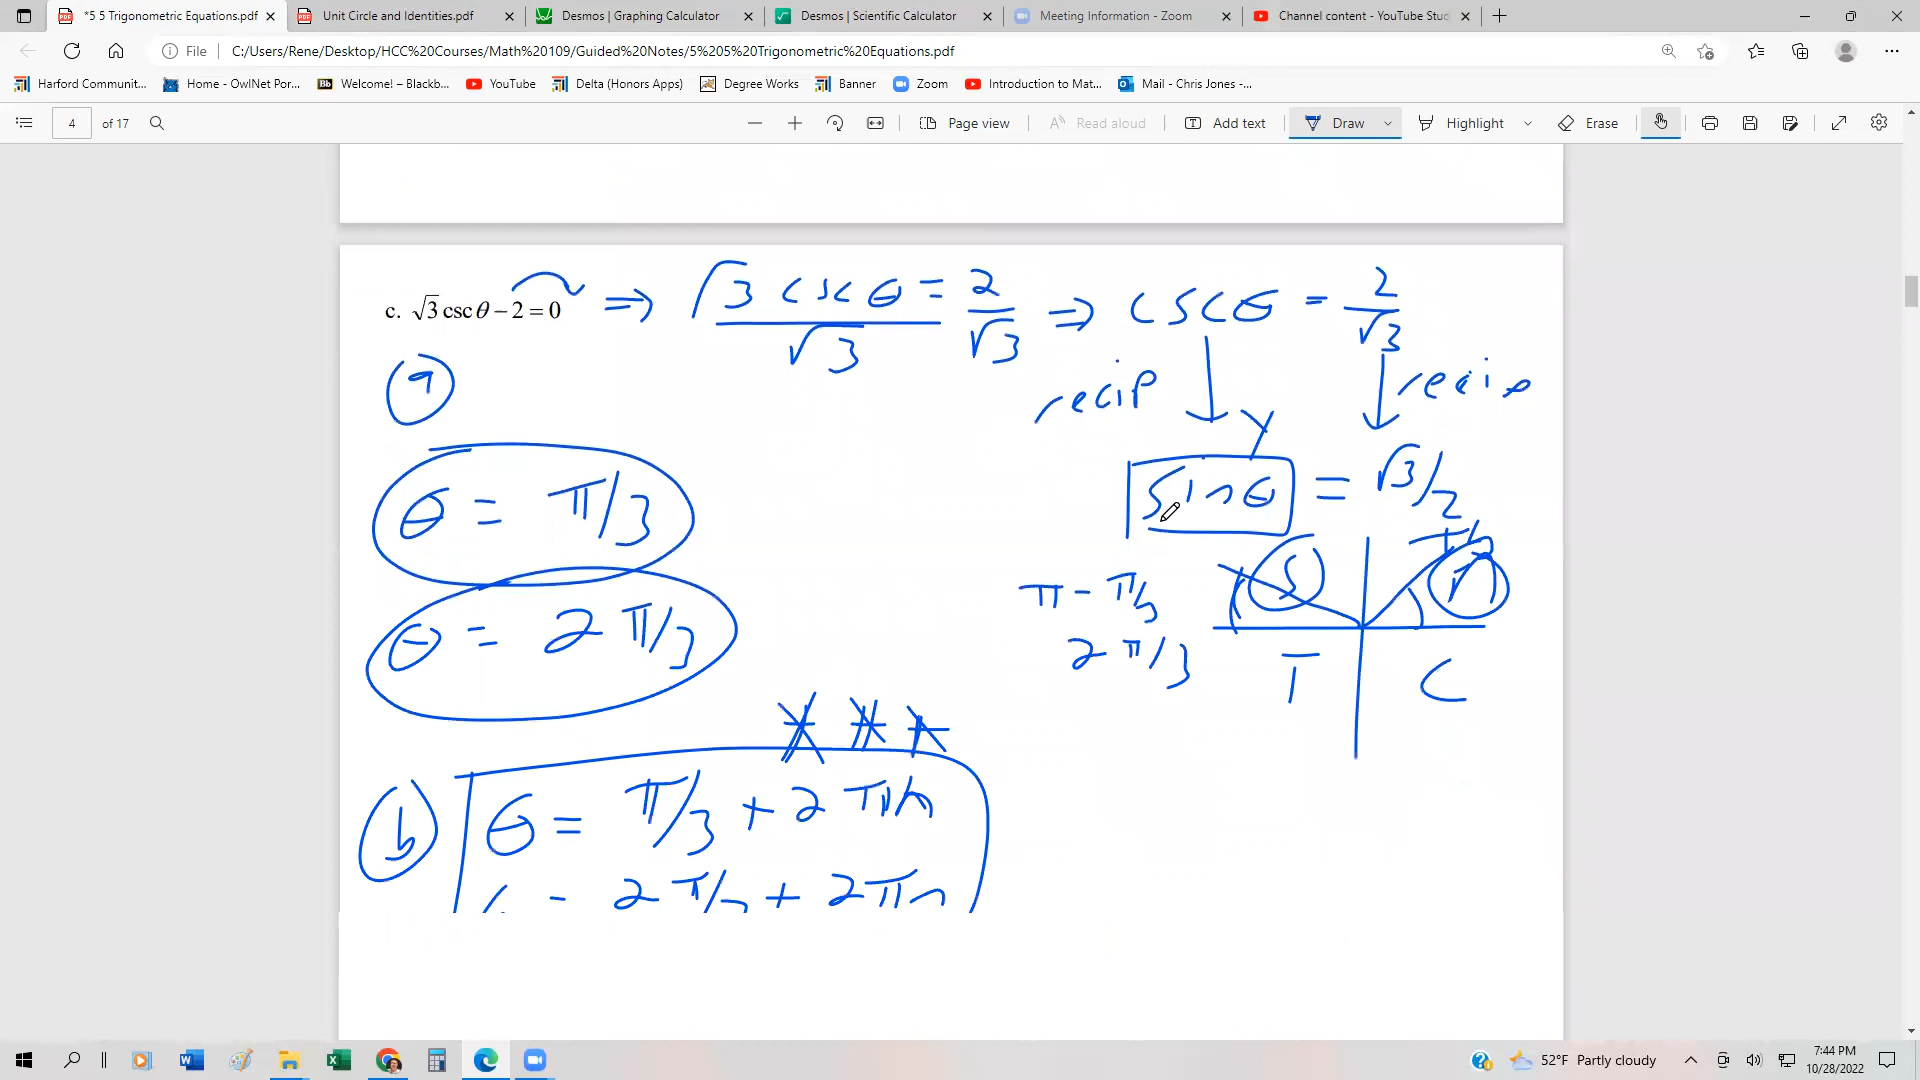 *5 5 Trigonometric Equations.pdf
Unit Circle and Identities.pdf
Desmos | Graphing Calculator
Desmos | Scientific Calculator
Meeting Information - Zoom
Channel content - YouTube Stud
File C:/Users/Rene/Desktop/HCC%20Courses/Math%20109/Guided%20Notes/5%205%20Trigonometric%20Equations.pdf
Harford Communit... Home - OwlNet Por... Welcome! – Blackb... YouTube Delta (Honors Apps) Degree Works Banner Zoom Introduction to Mat... Mail - Chris Jones -...
4 of 17 Page view Read aloud Add text Draw Highlight Erase
c. √3 csc θ − 2 = 0 ⇒ √3 csc θ / √3 = 2/√3 ⇒ csc θ = 2/√3
a
recip recip
y
θ = π/3
sin θ = √3/2
π/3
S A
π - π/3
θ = 2π/3
2π/3
T C
b
θ = π/3 + 2πn
2π/3 + 2πn
52°F Partly cloudy
7:44 PM
10/28/2022